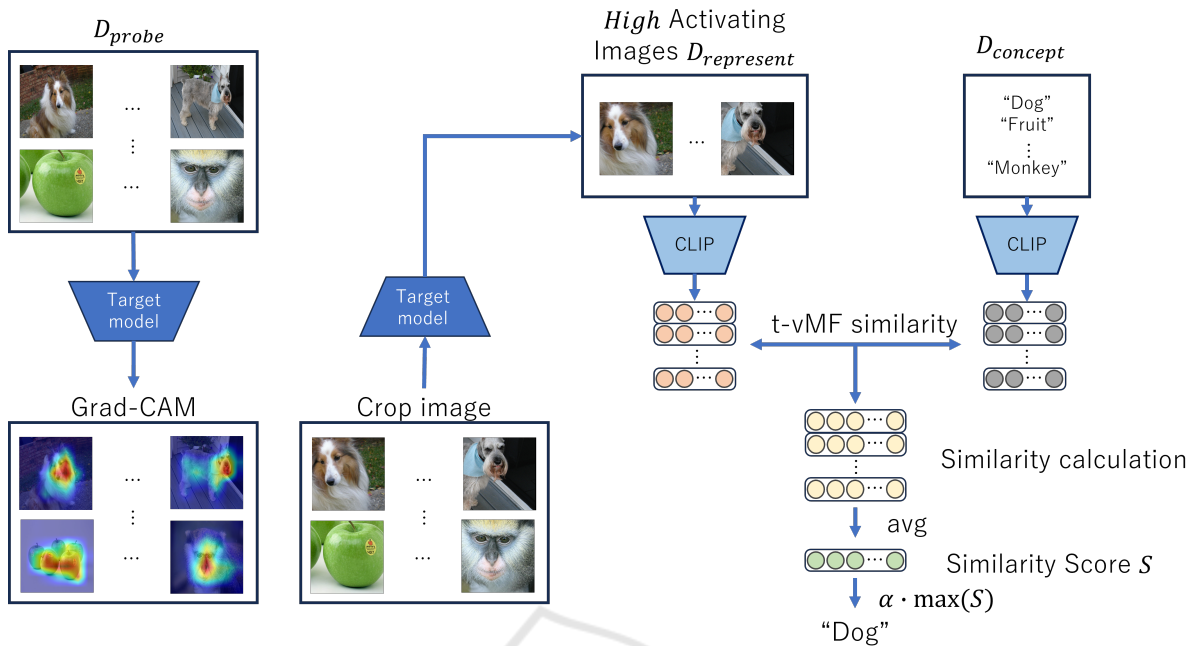 D_probe
...
⋮
...
Target
model
Grad-CAM
...
⋮
...
Crop image
...
⋮
...
Target
model
High Activating
Images D_represent
...
CLIP
D_concept
“Dog”
“Fruit”
⋮
“Monkey”
CLIP
t-vMF similarity
Similarity calculation
avg
Similarity Score S
α · max(S)
“Dog”